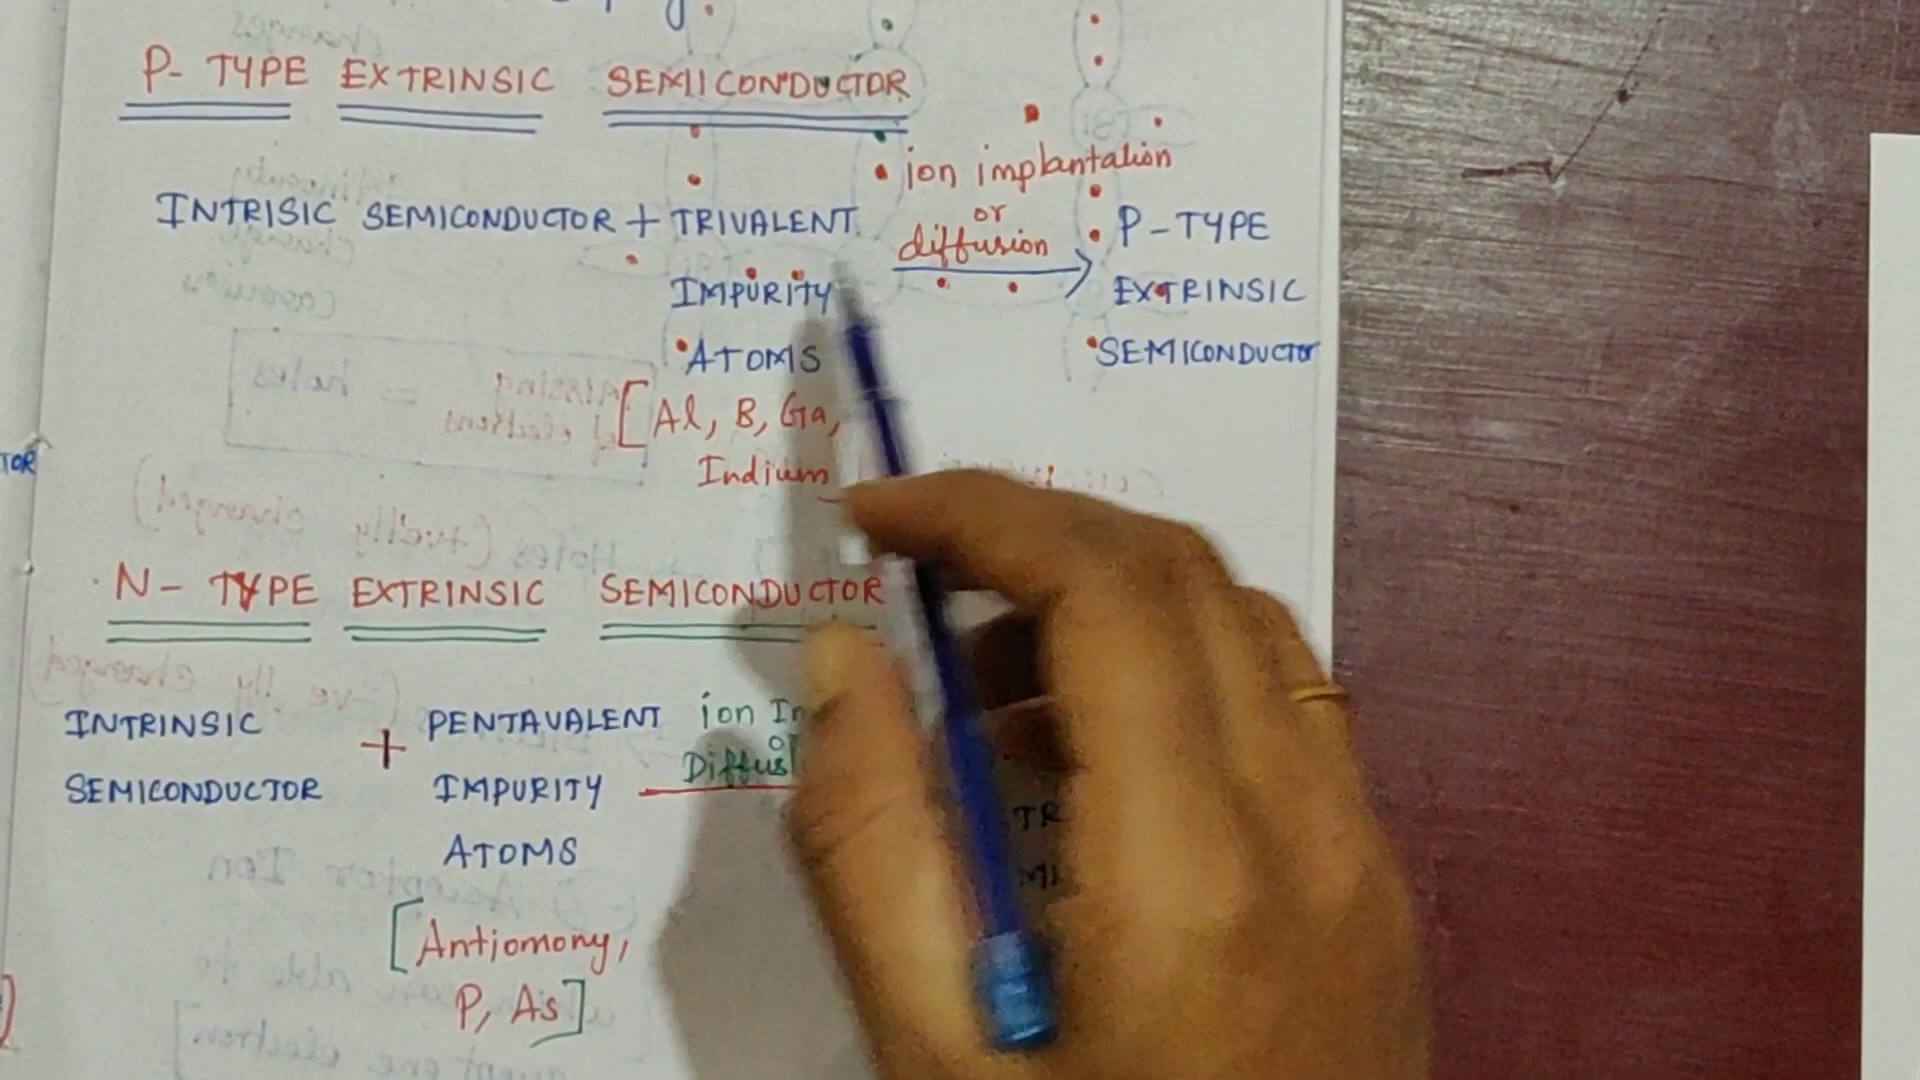 P- TYPE EXTRINSIC SEMICONDUCTOR
ion implantation
INTRISIC SEMICONDUCTOR + TRIVALENT or P-TYPE
diffusion
IMPURITY EXTRINSIC
ATOMS SEMICONDUCTOR
[Al, B, Ga,
Indium
TOR
N- TYPE EXTRINSIC SEMICONDUCTOR
INTRINSIC + PENTAVALENT ion
SEMICONDUCTOR IMPURITY
ATOMS
[Antiomony,
P, As]